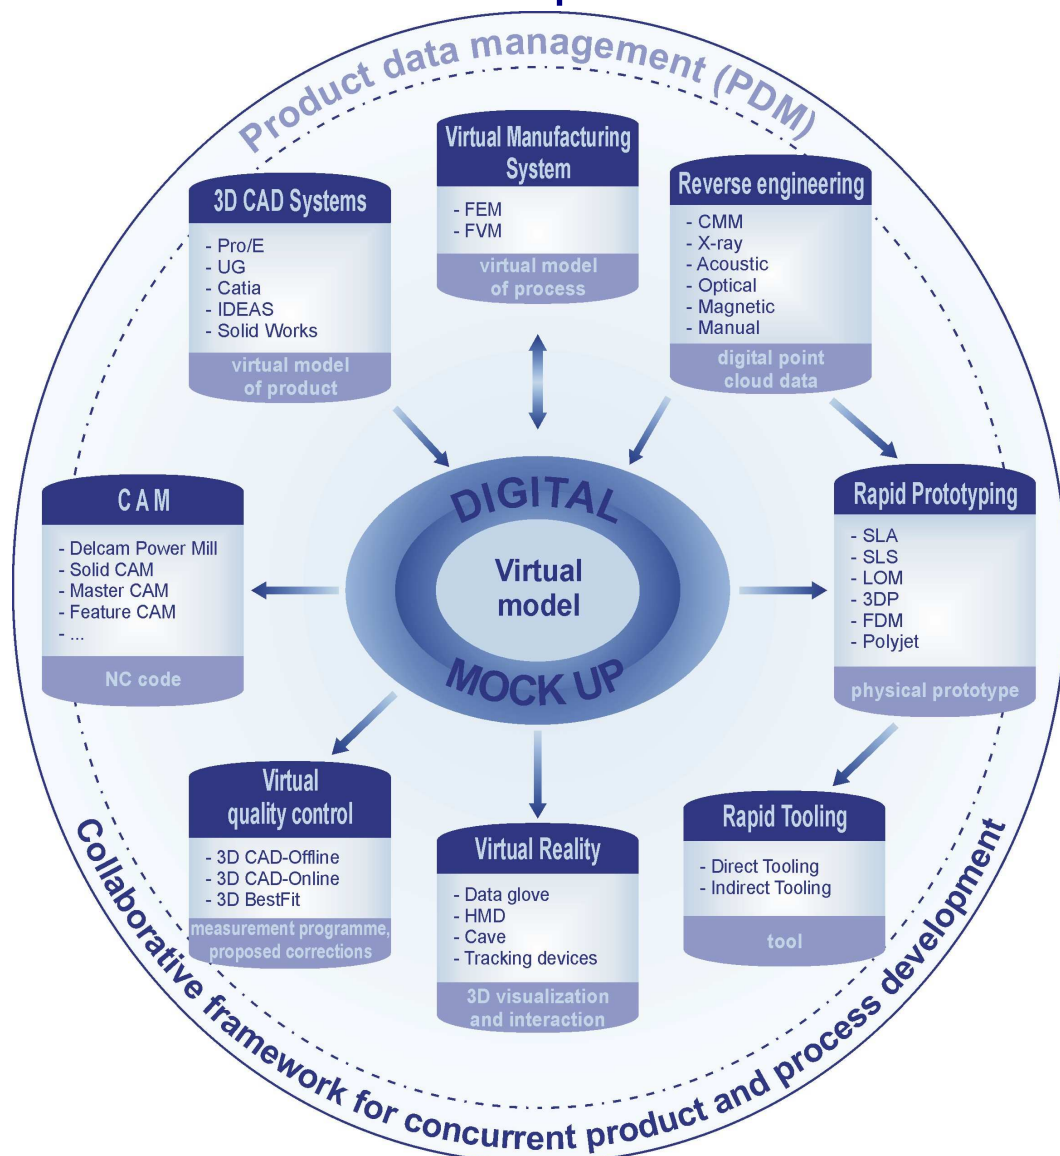 Product data management (PDM)
Virtual Manufacturing
System
- FEM
- FVM
virtual model
of process
3D CAD Systems
- Pro/E
- UG
- Catia
- IDEAS
- Solid Works
virtual model
of product
Reverse engineering
- CMM
- X-ray
- Acoustic
- Optical
- Magnetic
- Manual
digital point
cloud data
CAM
- Delcam Power Mill
- Solid CAM
- Master CAM
- Feature CAM
- ...
NC code
DIGITAL
Virtual
model
MOCK UP
Rapid Prototyping
- SLA
- SLS
- LOM
- 3DP
- FDM
- Polyjet
physical prototype
Virtual
quality control
- 3D CAD-Offline
- 3D CAD-Online
- 3D BestFit
measurement programme,
proposed corrections
Virtual Reality
- Data glove
- HMD
- Cave
- Tracking devices
3D visualization
and interaction
Rapid Tooling
- Direct Tooling
- Indirect Tooling
tool
Collaborative framework for concurrent product and process development